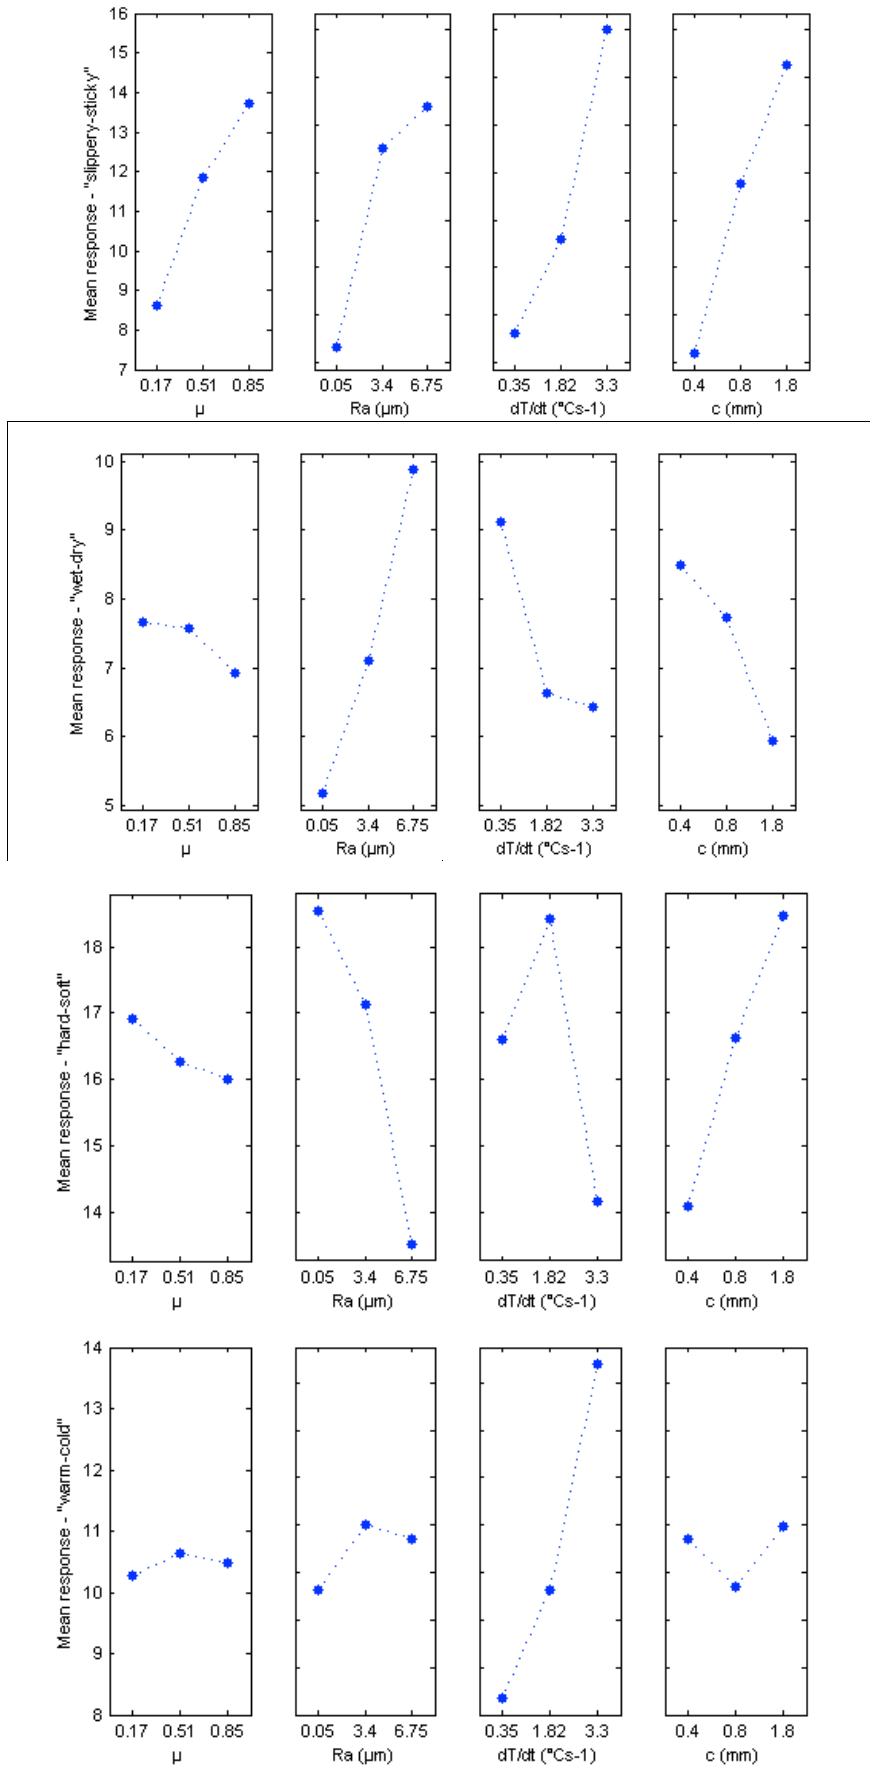 16
15
14
13
12
11
10
9
8
7
Mean response - "slippery-sticky"
0.17 0.51 0.85
µ
0.05 3.4 6.75
Ra (µm)
0.35 1.82 3.3
dT/dt (°Cs-1)
0.4 0.8 1.8
c (mm)
10
9
8
7
6
5
Mean response - "wet-dry"
0.17 0.51 0.85
µ
0.05 3.4 6.75
Ra (µm)
0.35 1.82 3.3
dT/dt (°Cs-1)
0.4 0.8 1.8
c (mm)
18
17
16
15
14
Mean response - "hard-soft"
0.17 0.51 0.85
µ
0.05 3.4 6.75
Ra (µm)
0.35 1.82 3.3
dT/dt (°Cs-1)
0.4 0.8 1.8
c (mm)
14
13
12
11
10
9
8
Mean response - "warm-cold"
0.17 0.51 0.85
µ
0.05 3.4 6.75
Ra (µm)
0.35 1.82 3.3
dT/dt (°Cs-1)
0.4 0.8 1.8
c (mm)